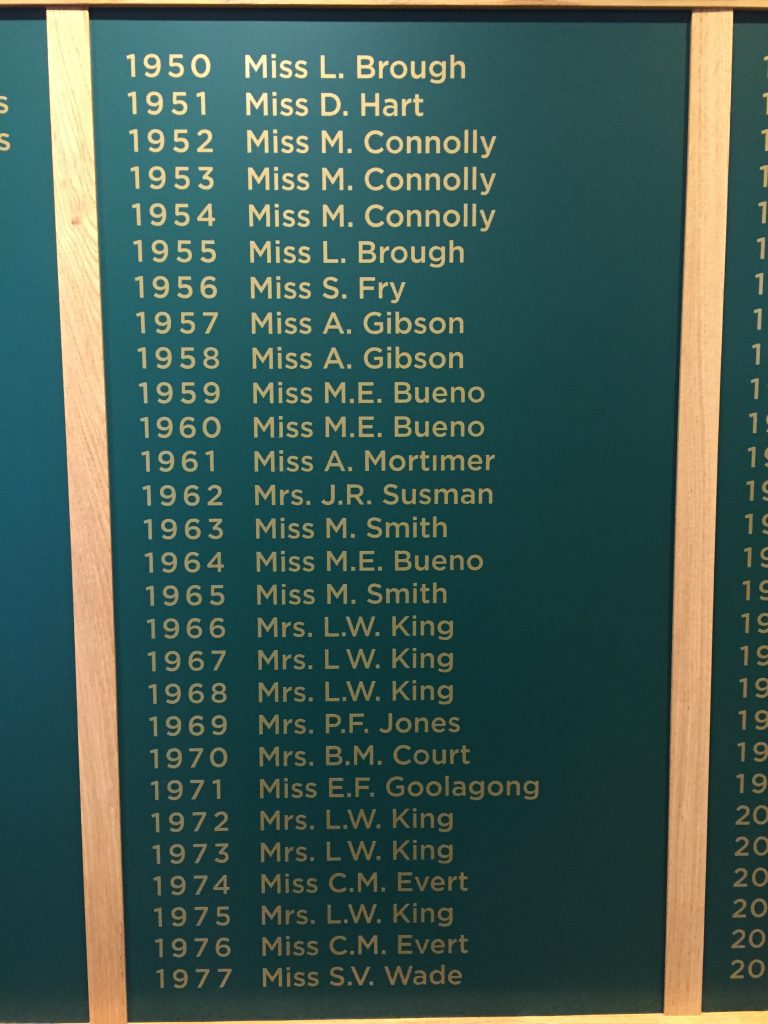 s
s
1950 Miss L. Brough
1951 Miss D. Hart
1952 Miss M. Connolly
1953 Miss M. Connolly
1954 Miss M. Connolly
1955 Miss L. Brough
1956 Miss S. Fry
1957 Miss A. Gibson
1958 Miss A. Gibson
1959 Miss M.E. Bueno
1960 Miss M.E. Bueno
1961 Miss A. Mortımer
1962 Mrs. J.R. Susman
1963 Miss M. Smith
1964 Miss M.E. Bueno
1965 Miss M. Smith
1966 Mrs. L.W. King
1967 Mrs. L W. King
1968 Mrs. L.W. King
1969 Mrs. P.F. Jones
1970 Mrs. B.M. Court
1971 Miss E.F. Goolagong
1972 Mrs. L.W. King
1973 Mrs. L W. King
1974 Miss C.M. Evert
1975 Mrs. L.W. King
1976 Miss C.M. Evert
1977 Miss S.V. Wade